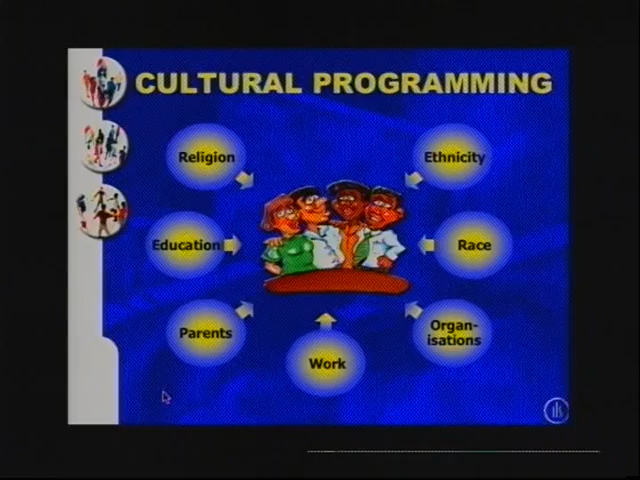 CULTURAL PROGRAMMING
Religion
Ethnicity
Education
Race
Parents
Organ-
isations
Work